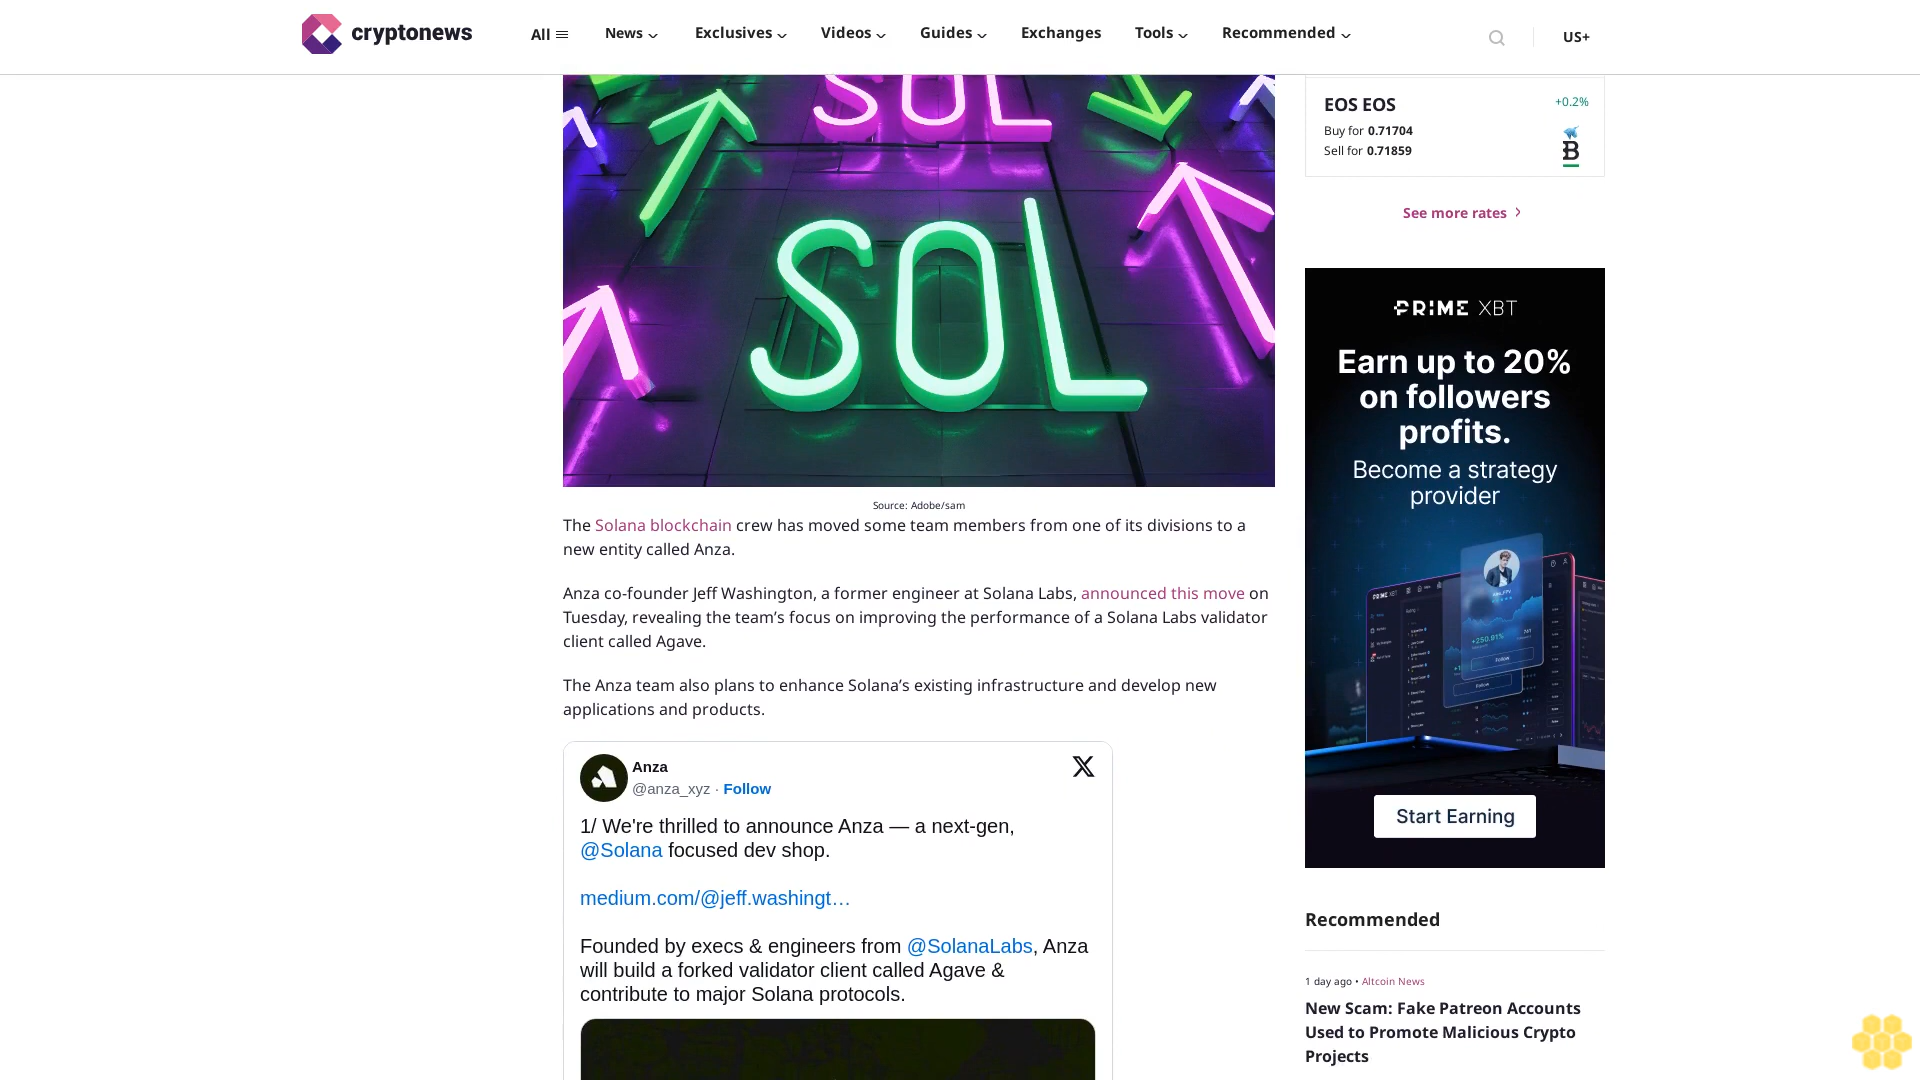 cryptonews
All
News
Exclusives
Videos
Guides
Exchanges
Tools
Recommended
US+
SOL
SOL
Source: Adobe/sam
The Solana blockchain crew has moved some team members from one of its divisions to a
new entity called Anza.
Anza co-founder Jeff Washington, a former engineer at Solana Labs, announced this move on
Tuesday, revealing the team’s focus on improving the performance of a Solana Labs validator
client called Agave.
The Anza team also plans to enhance Solana’s existing infrastructure and develop new
applications and products.
Anza
@anza_xyz · Follow
1/ We're thrilled to announce Anza — a next-gen,
@Solana focused dev shop.
medium.com/@jeff.washingt…
Founded by execs & engineers from @SolanaLabs, Anza
will build a forked validator client called Agave &
contribute to major Solana protocols.
EOS EOS
+0.2%
Buy for 0.71704
Sell for 0.71859
See more rates
PRIME XBT
Earn up to 20%
on followers
profits.
Become a strategy
provider
PRIME XBT
+250.91%
Follow
Follow
Start Earning
Recommended
1 day ago • Altcoin News
New Scam: Fake Patreon Accounts
Used to Promote Malicious Crypto
Projects